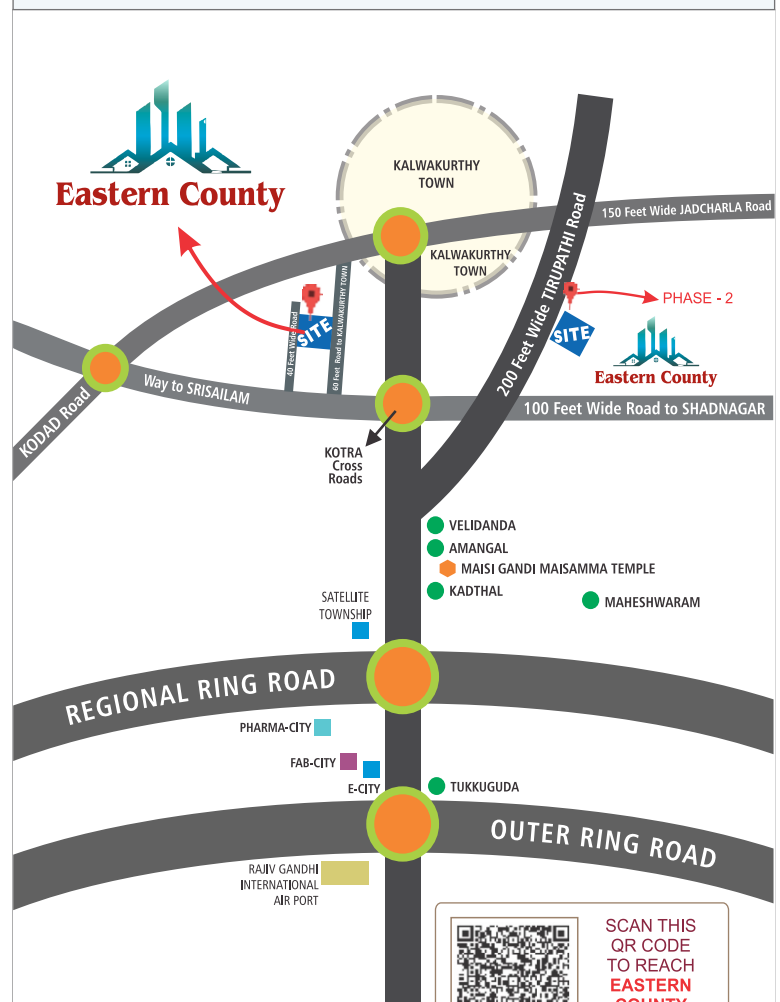 KALWAKURTHY
TOWN
Eastern County
150 Feet Wide JADCHARLA Road
KALWAKURTHY
TOWN
200 Feet Wide TIRUPATHI Road
PHASE - 2
40 Feet Wide Road
SITE
60 Feet Road to KALWAKURTHY TOWN
SITE
Eastern County
KODAD Road
Way to SRISAILAM
100 Feet Wide Road to SHADNAGAR
KOTRA
Cross
Roads
VELIDANDA
AMANGAL
MAISI GANDI MAISAMMA TEMPLE
KADTHAL
MAHESHWARAM
SATELLITE
TOWNSHIP
REGIONAL RING ROAD
PHARMA-CITY
FAB-CITY
E-CITY
TUKKUGUDA
OUTER RING ROAD
RAJIV GANDHI
INTERNATIONAL
AIR PORT
SCAN THIS
QR CODE
TO REACH
EASTERN
COUNTY